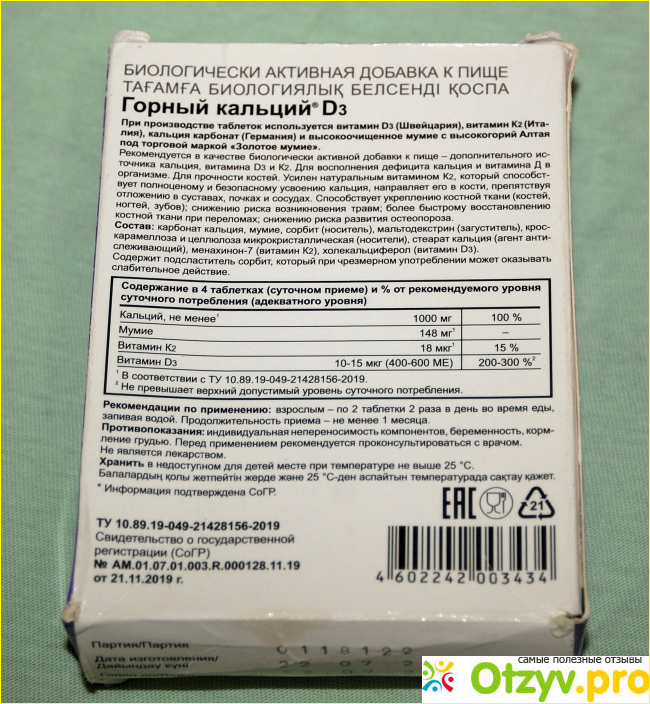 БИОЛОГИЧЕСКИ АКТИВНАЯ ДОБАВКА К ПИЩЕ
ТАҒАМҒА БИОЛОГИЯЛЫҚ БЕЛСЕНДІ ҚОСПА
Горный кальций® D3
При производстве таблеток используется витамин D3 (Швейцария), витамин K2 (Ита-
лия), кальция карбонат (Германия) и высокоочищенное мумие с высокогорий Алтая
под торговой маркой «Золотое мумие».
Рекомендуется в качестве биологически активной добавки к пище – дополнительного ис-
точника кальция, витамина D3 и K2. Для восполнения дефицита кальция и витамина Д в
организме. Для прочности костей. Усилен натуральным витамином K2, который способст-
вует полноценому и безопасному усвоению кальция, направляет его в кости, препятствуя
отложению в суставах, почках и сосудах. Способствует укреплению костной ткани (костей,
ногтей, зубов); снижению риска возникновения травм; более быстрому восстановлению
костной ткани при переломах; снижению риска развития остеопороза.
Состав: карбонат кальция, мумие, сорбит (носитель), мальтодекстрин (загуститель), крос-
карамеллоза и целлюлоза микрокристаллическая (носители), стеарат кальция (агент анти-
слеживающий), менахинон-7 (витамин K2), холекальциферол (витамин D3).
Содержит подсластитель сорбит, который при чрезмерном употреблении может оказывать
слабительное действие.
Содержание в 4 таблетках (суточном приеме) и % от рекомендуемого уровня
суточного потребления (адекватного уровня)
Кальций, не менее¹ 1000 мг 100 %
Мумие 148 мг¹ –
Витамин K2 18 мкг¹ 15 %
Витамин D3 10-15 мкг (400-600 МЕ) 200-300 %²
¹ В соответствии с ТУ 10.89.19-049-21428156-2019.
² Не превышает верхний допустимый уровень суточного потребления.
Рекомендации по применению: взрослым – по 2 таблетки 2 раза в день во время еды,
запивая водой. Продолжительность приема – не менее 1 месяца.
Противопоказания: индивидуальная непереносимость компонентов, беременность, корм-
ление грудью. Перед применением рекомендуется проконсультироваться с врачом.
Не является лекарством.
Хранить в недоступном для детей месте при температуре не выше 25 °C.
Балалардың қолы жетпейтін жерде және 25 °C-ден аспайтын температурада сақтау қажет.
* Информация подтверждена СоГР.
EAC
21
ТУ 10.89.19-049-21428156-2019
Свидетельство о государственной
регистрации (СоГР)
№ AM.01.07.01.003.R.000128.11.19
от 21.11.2019 г.
4 602242 003434
Партия/Партия 0118122
Дата изготовления/
Дайындау күні
самые полезные отзывы
Otzyv.pro